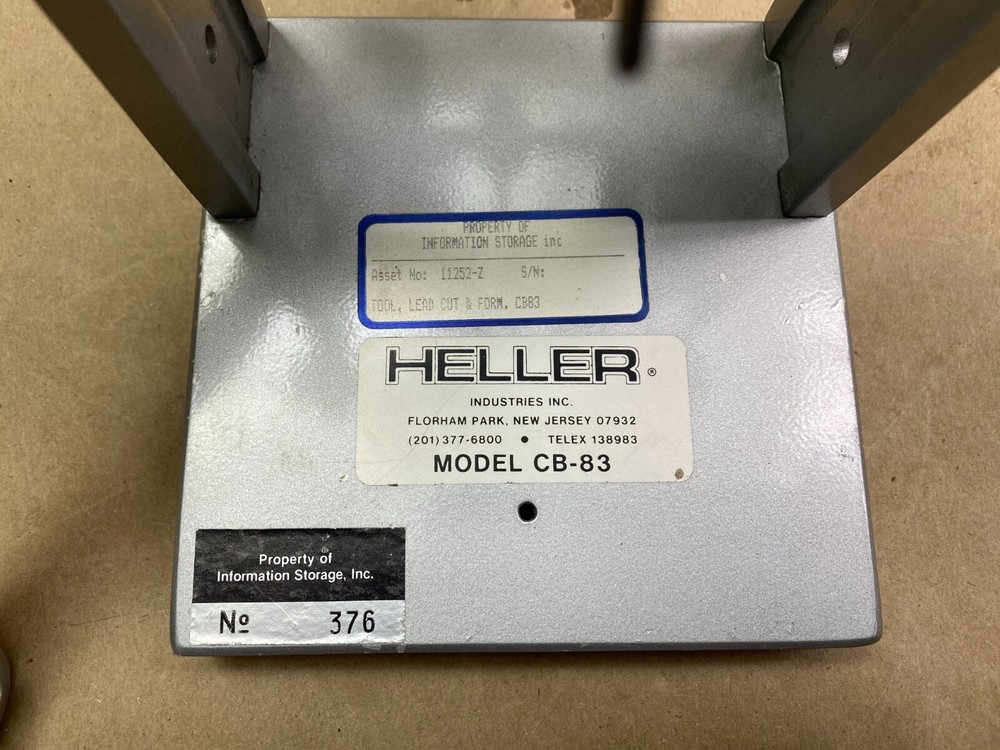 PROPERTY OF
INFORMATION STORAGE inc
Asset No: 11252-Z S/N:
TOOL, LEAD CUT & FORM, CB83
HELLER®
INDUSTRIES INC.
FLORHAM PARK, NEW JERSEY 07932
(201) 377-6800 • TELEX 138983
MODEL CB-83
Property of
Information Storage, Inc.
Nº 376